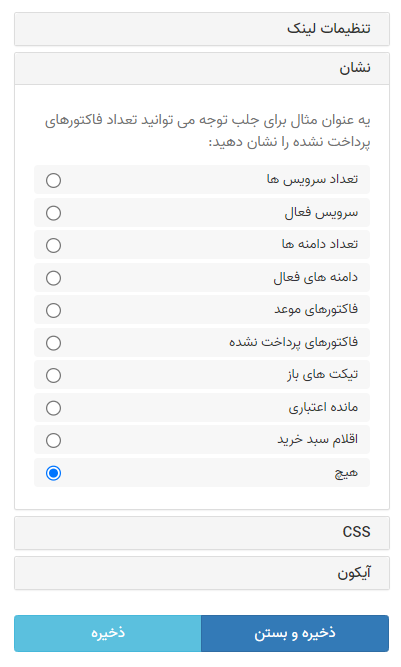 تنظیمات لینک
نشان
یه عنوان مثال برای جلب توجه می توانید تعداد فاکتورهای
پرداخت نشده را نشان دهید:
تعداد سرویس ها
سرویس فعال
تعداد دامنه ها
دامنه های فعال
فاکتورهای موعد
فاکتورهای پرداخت نشده
تیکت های باز
مانده اعتباری
اقلام سبد خرید
هیچ
CSS
آیکون
ذخیره و بستن
ذخیره